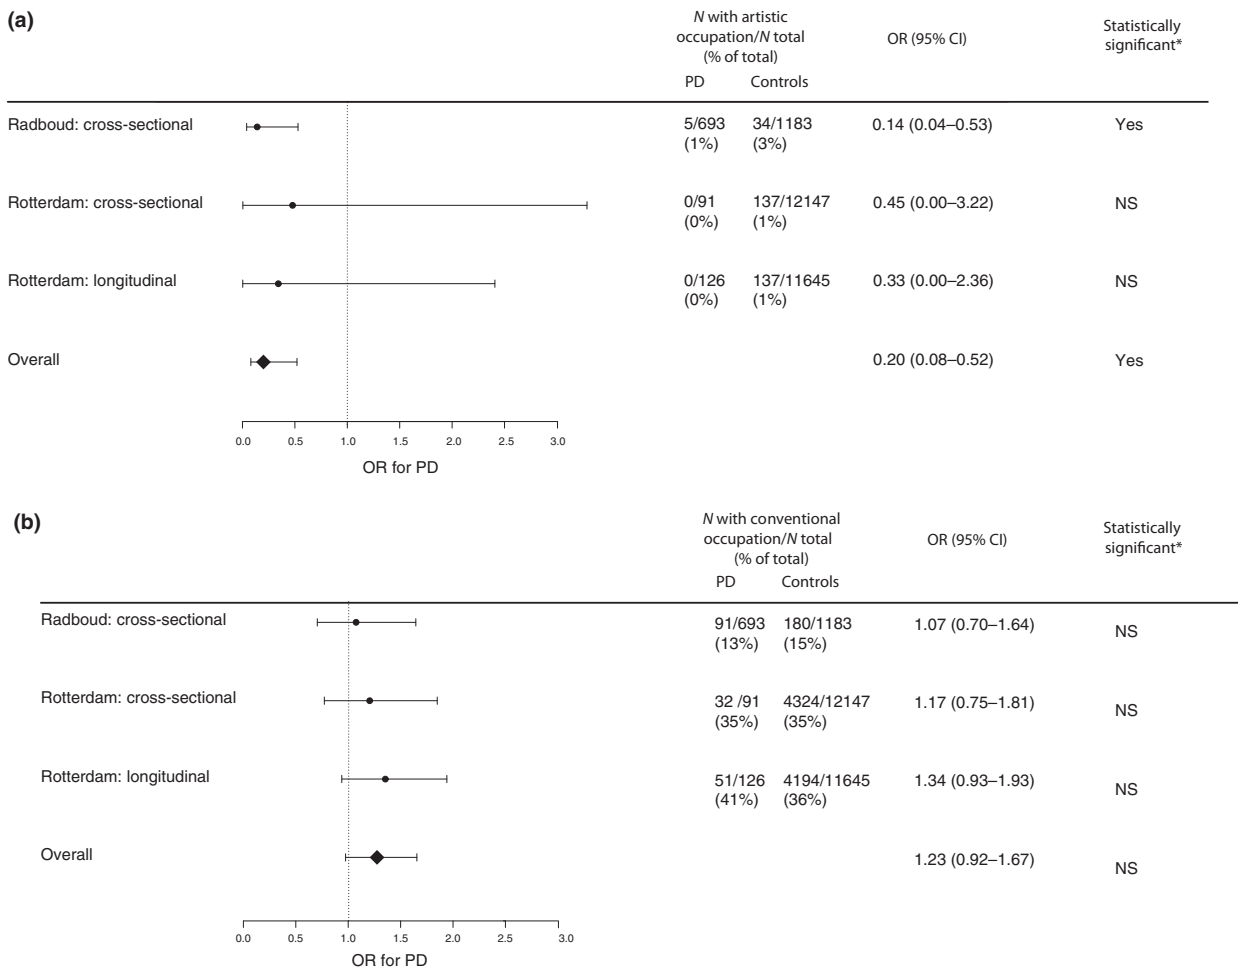 (a)
N with artistic
occupation/N total
(% of total)
OR (95% CI)
Statistically
significant*
PD Controls
Radboud: cross-sectional 5/693 34/1183 0.14 (0.04–0.53) Yes
(1%) (3%)
Rotterdam: cross-sectional 0/91 137/12147 0.45 (0.00–3.22) NS
(0%) (1%)
Rotterdam: longitudinal 0/126 137/11645 0.33 (0.00–2.36) NS
(0%) (1%)
Overall 0.20 (0.08–0.52) Yes
0.0 0.5 1.0 1.5 2.0 2.5 3.0
OR for PD
(b)
N with conventional
occupation/N total
(% of total)
OR (95% CI)
Statistically
significant*
PD Controls
Radboud: cross-sectional 91/693 180/1183 1.07 (0.70–1.64) NS
(13%) (15%)
Rotterdam: cross-sectional 32 /91 4324/12147 1.17 (0.75–1.81) NS
(35%) (35%)
Rotterdam: longitudinal 51/126 4194/11645 1.34 (0.93–1.93) NS
(41%) (36%)
Overall 1.23 (0.92–1.67) NS
0.0 0.5 1.0 1.5 2.0 2.5 3.0
OR for PD